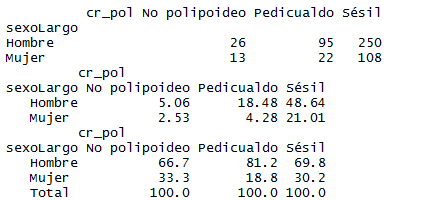 cr_pol No polipoideo Pedicualdo Sésil
sexoLargo
Hombre 26 95 250
Mujer 13 22 108
cr_pol
sexoLargo No polipoideo Pedicualdo Sésil
Hombre 5.06 18.48 48.64
Mujer 2.53 4.28 21.01
cr_pol
sexoLargo No polipoideo Pedicualdo Sésil
Hombre 66.7 81.2 69.8
Mujer 33.3 18.8 30.2
Total 100.0 100.0 100.0